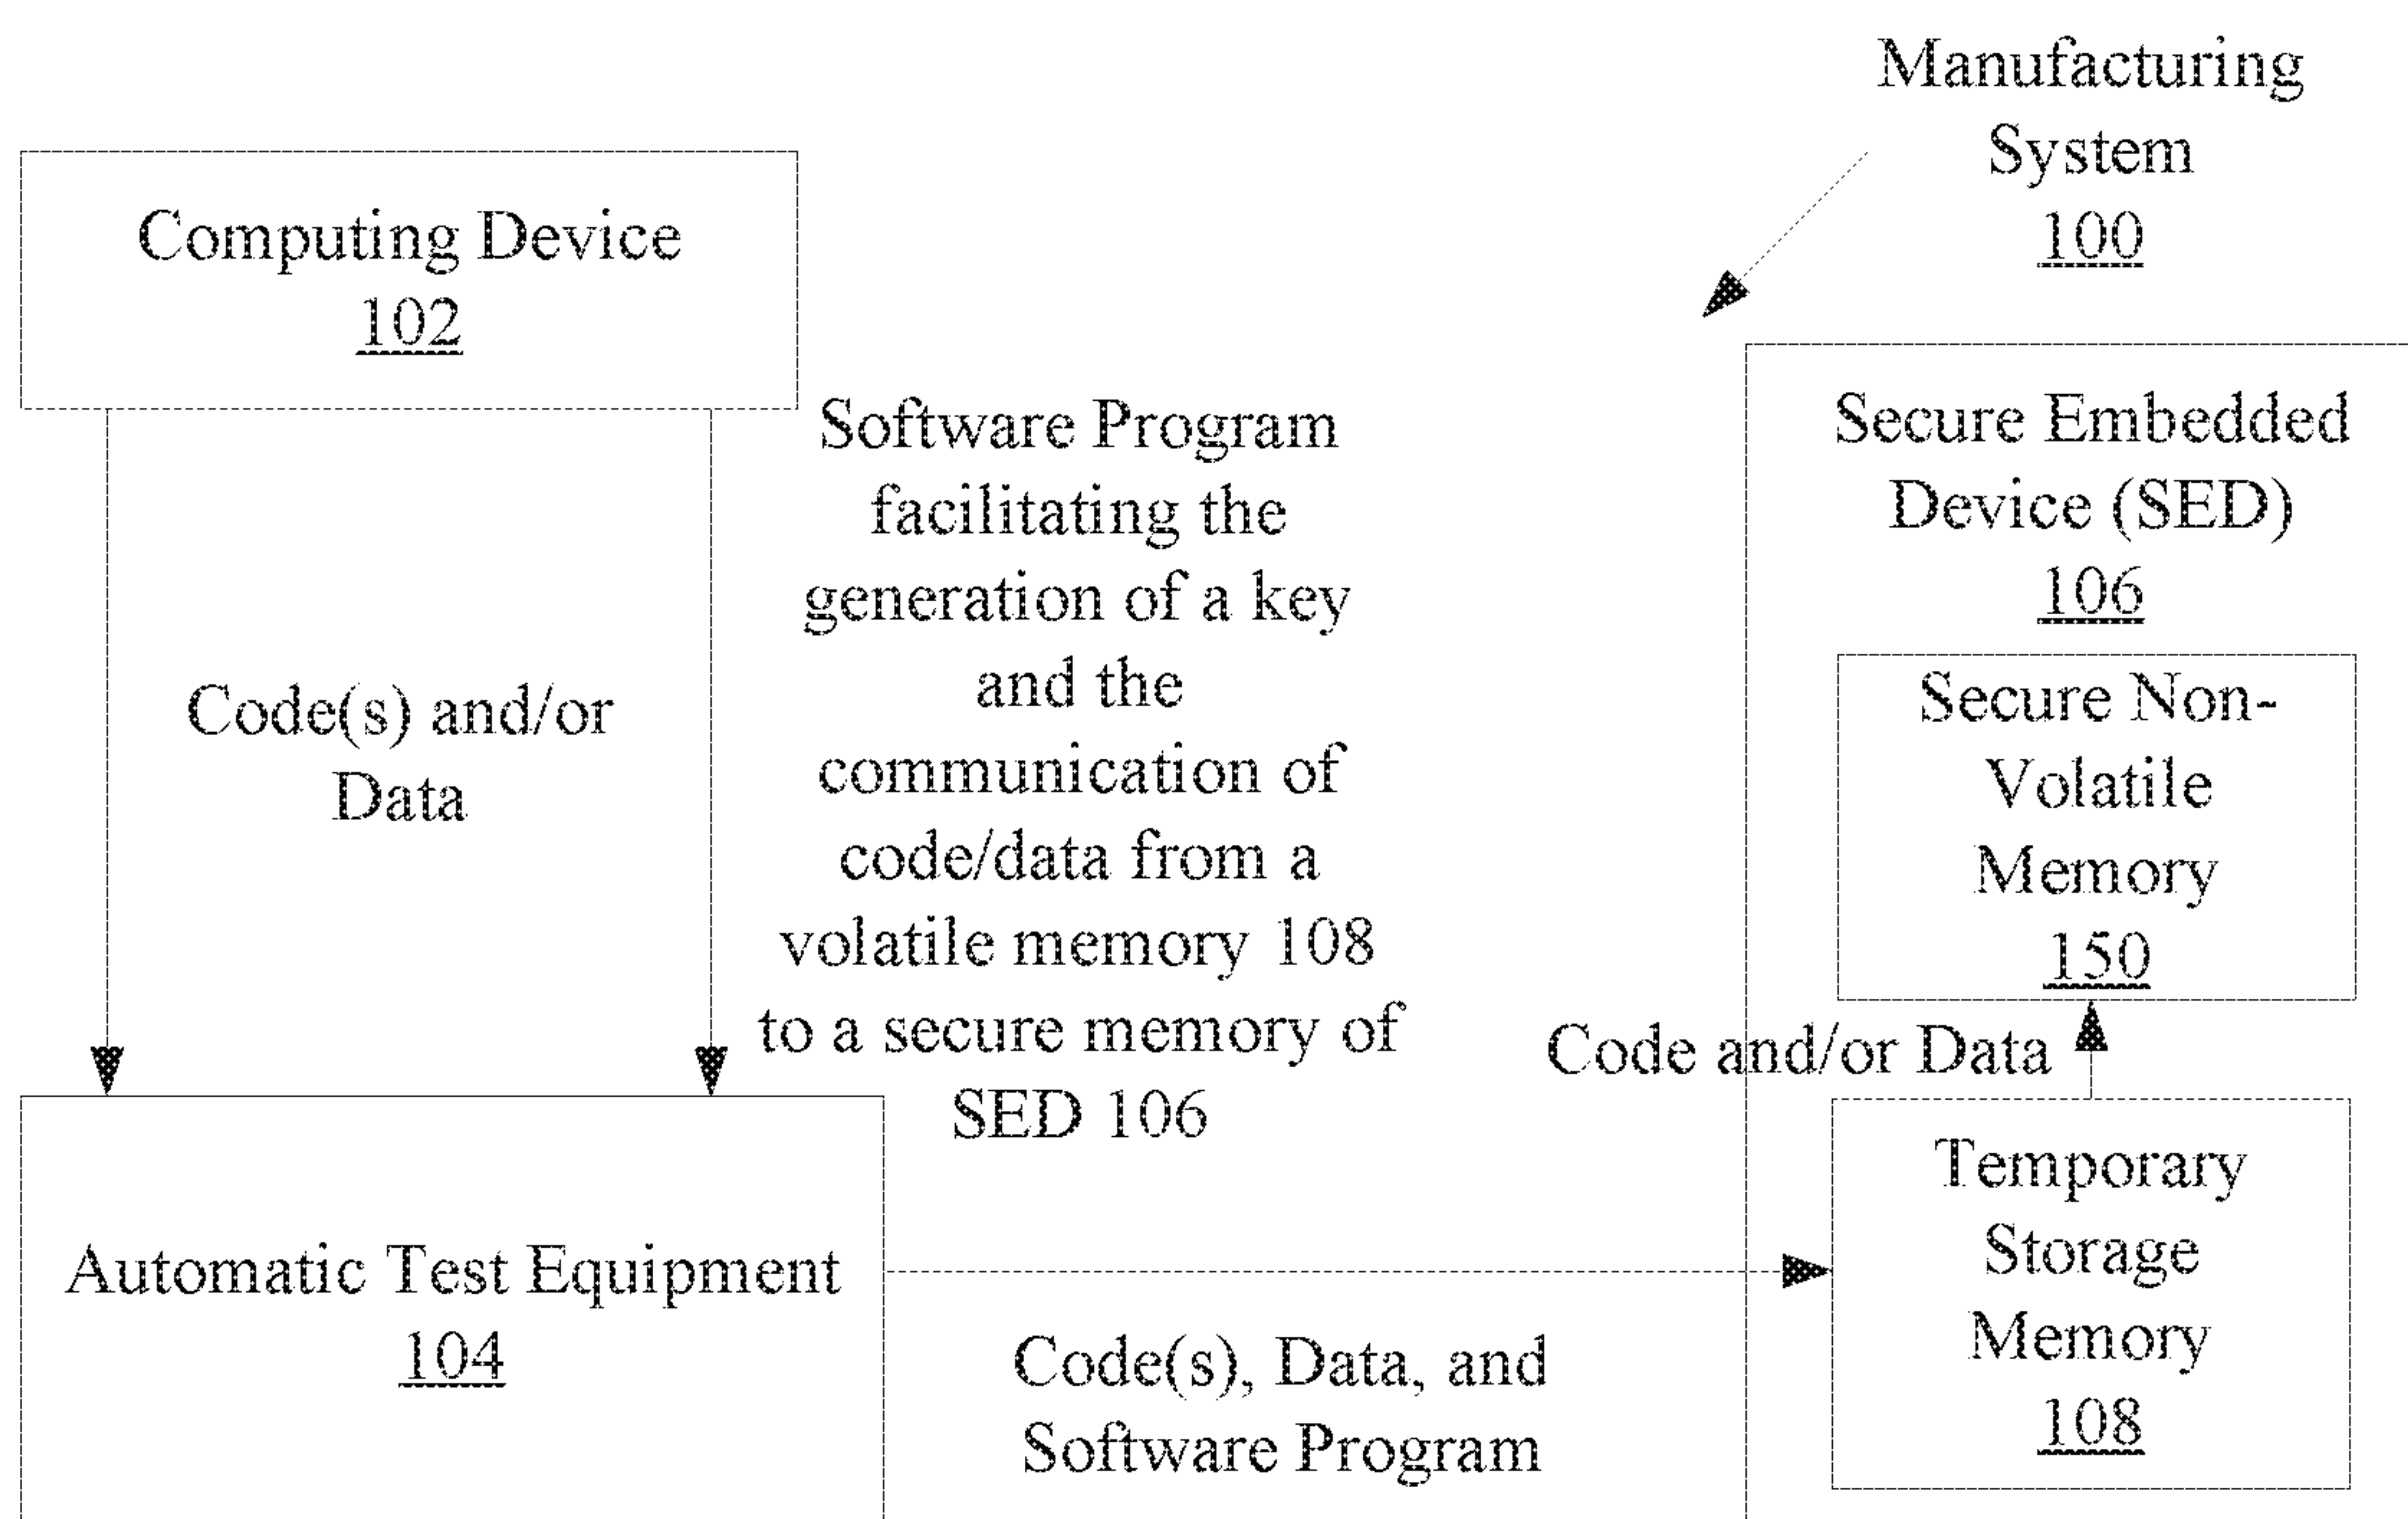 Manufacturing
System
100
Computing Device
102
Software Program
facilitating the
generation of a key
and the
communication of
code/data from a
volatile memory 108
to a secure memory of
SED 106
Code(s) and/or
Data
Secure Embedded
Device (SED)
106
Secure Non-
Volatile
Memory
150
Code and/or Data
Temporary
Storage
Memory
108
Automatic Test Equipment
104
Code(s), Data, and
Software Program